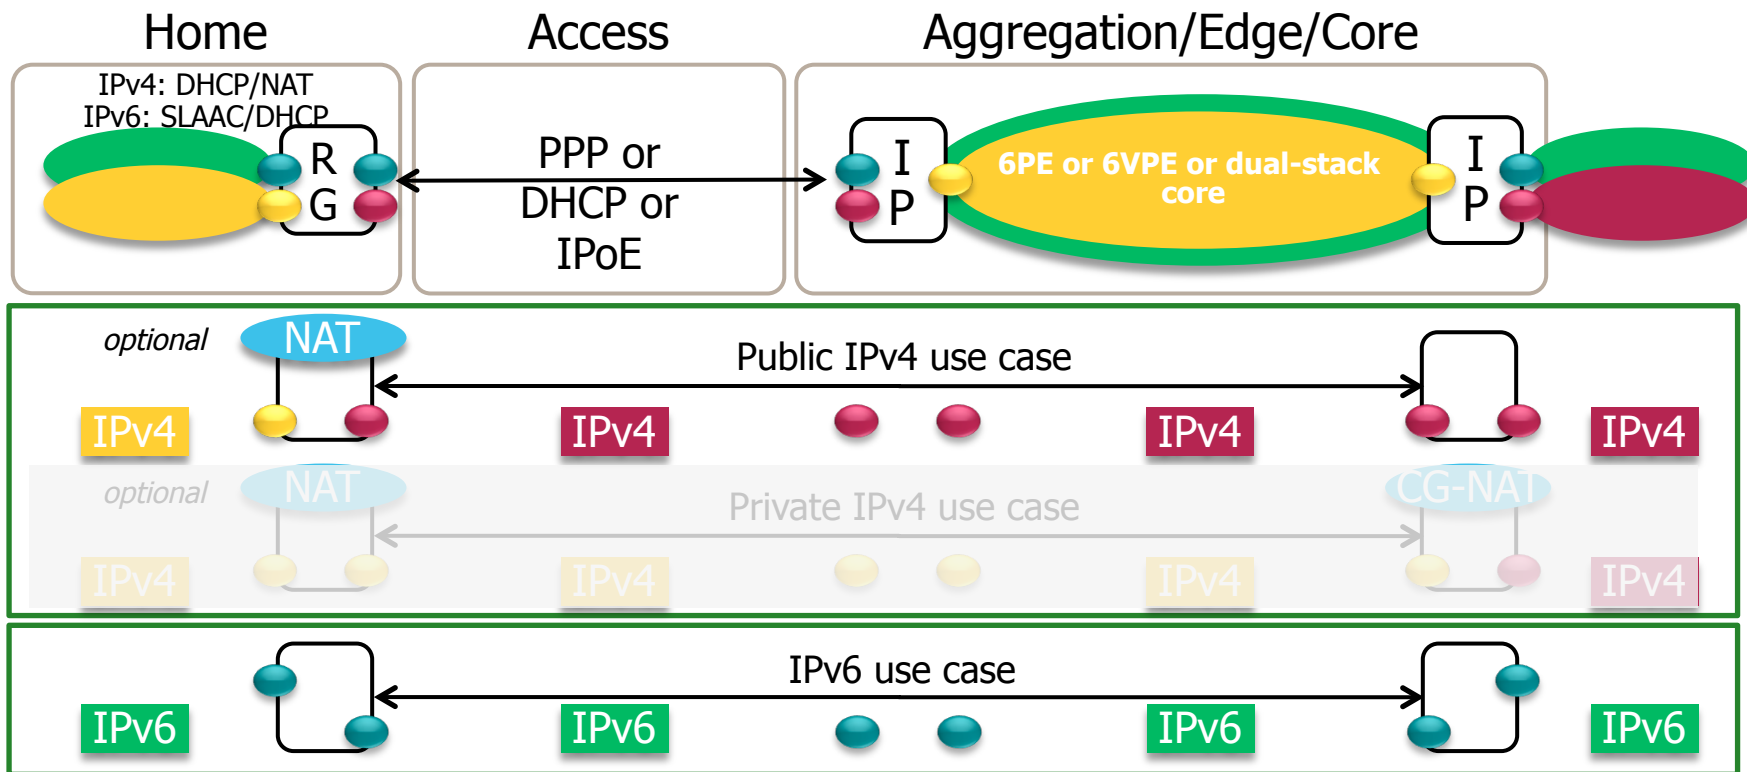 Home
Access
Aggregation/Edge/Core
IPv4: DHCP/NAT
IPv6: SLAAC/DHCP
R
G
PPP or
DHCP or
IPoE
I
P
6PE or 6VPE or dual-stack
core
I
P
optional
NAT
Public IPv4 use case
IPv4
IPv4
IPv4
IPv4
optional
NAT
Private IPv4 use case
CG-NAT
IPv4
IPv4
IPv4
IPv4
IPv6 use case
IPv6
IPv6
IPv6
IPv6